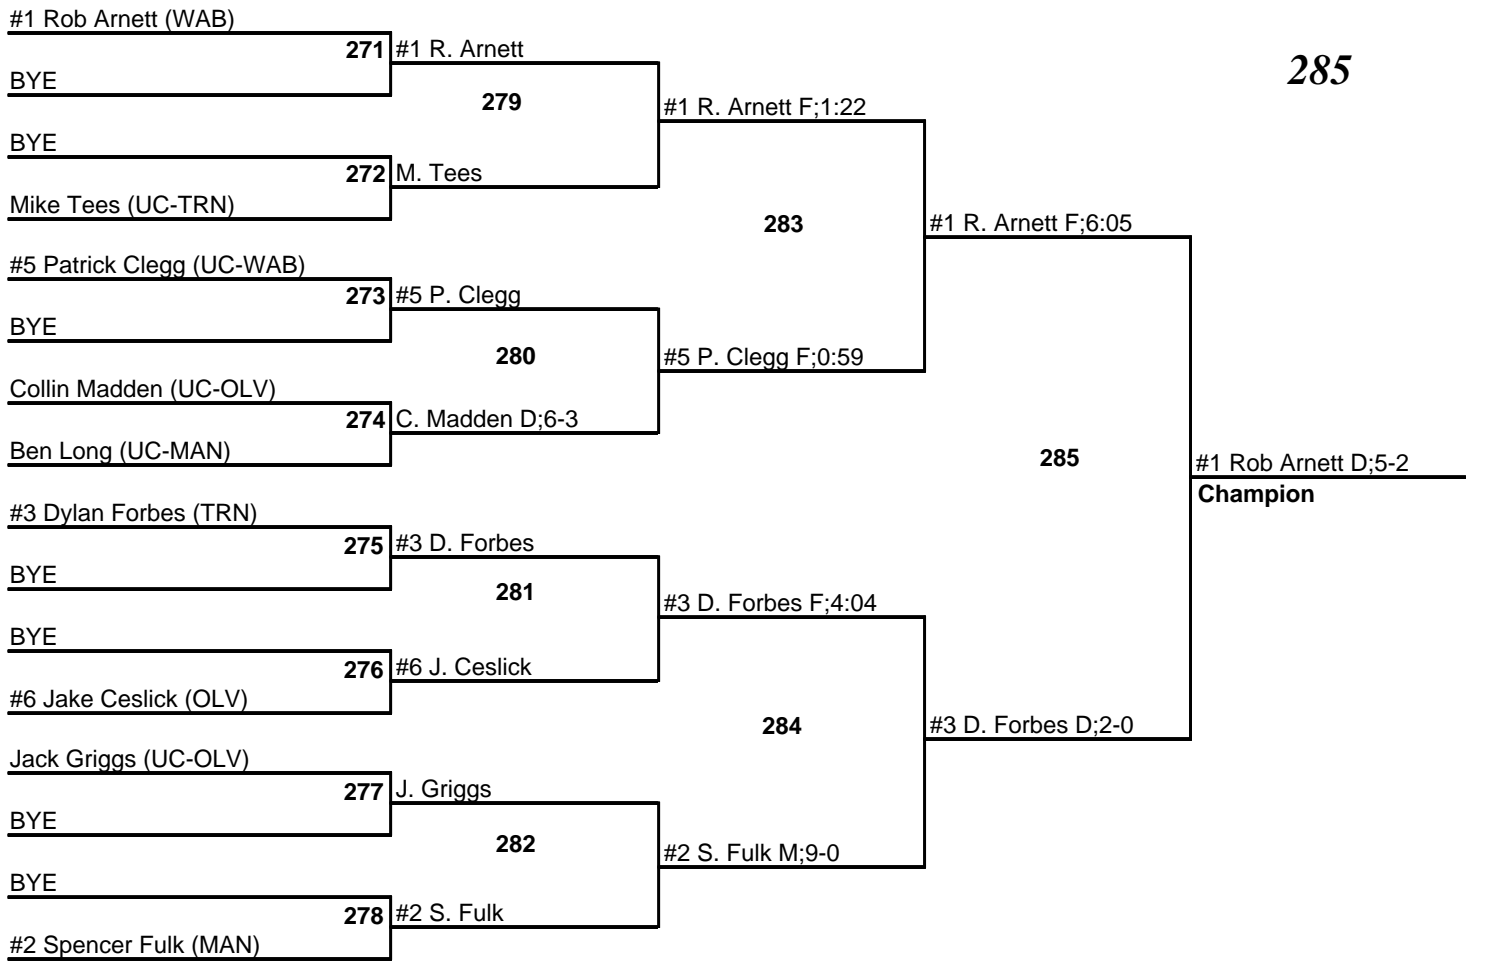 #1 Rob Arnett (WAB)
271 #1 R. Arnett
285
BYE
279
#1 R. Arnett F;1:22
BYE
272 M. Tees
Mike Tees (UC-TRN)
283
#1 R. Arnett F;6:05
#5 Patrick Clegg (UC-WAB)
273 #5 P. Clegg
BYE
280
#5 P. Clegg F;0:59
Collin Madden (UC-OLV)
274 C. Madden D;6-3
Ben Long (UC-MAN)
285
#1 Rob Arnett D;5-2
Champion
#3 Dylan Forbes (TRN)
275 #3 D. Forbes
BYE
281
#3 D. Forbes F;4:04
BYE
276 #6 J. Ceslick
#6 Jake Ceslick (OLV)
284
#3 D. Forbes D;2-0
Jack Griggs (UC-OLV)
277 J. Griggs
BYE
282
#2 S. Fulk M;9-0
BYE
278 #2 S. Fulk
#2 Spencer Fulk (MAN)